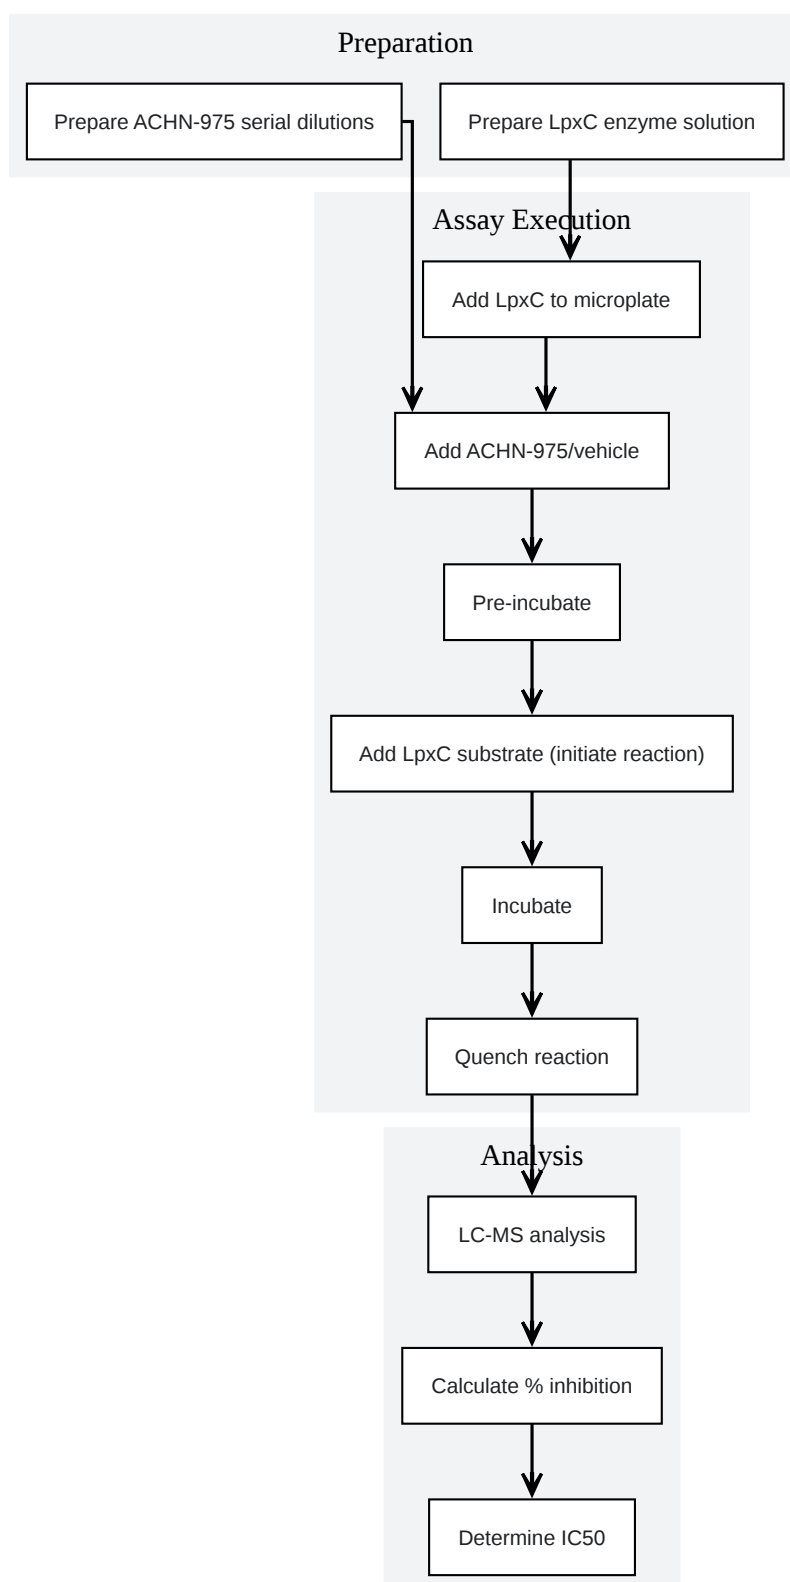 Preparation
Prepare ACHN-975 serial dilutions
Prepare LpxC enzyme solution
Assay Execution
Add LpxC to microplate
Add ACHN-975/vehicle
Pre-incubate
Add LpxC substrate (initiate reaction)
Incubate
Quench reaction
Analysis
LC-MS analysis
Calculate % inhibition
Determine IC50